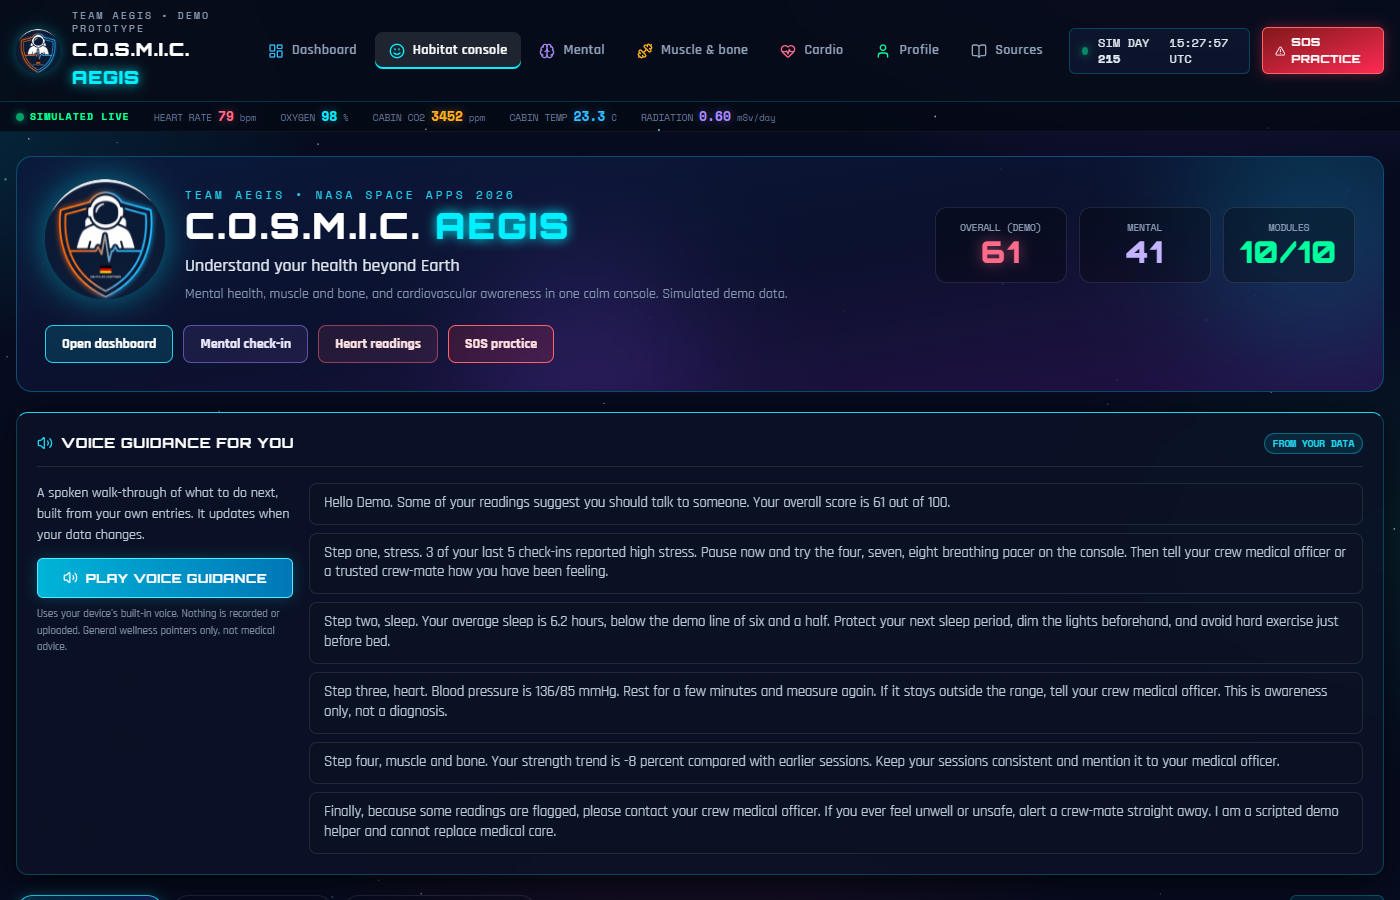 TEAM AEGIS • DEMO
PROTOTYPE
C.O.S.M.I.C.
AEGIS
Dashboard
Habitat console
Mental
Muscle & bone
Cardio
Profile
Sources
SIM DAY
215
15:27:57
UTC
SOS
PRACTICE
SIMULATED LIVE
HEART RATE 79 bpm
OXYGEN 98 %
CABIN CO2 3452 ppm
CABIN TEMP 23.3 C
RADIATION 0.60 mSv/day
TEAM AEGIS • NASA SPACE APPS 2026
C.O.S.M.I.C. AEGIS
Understand your health beyond Earth
Mental health, muscle and bone, and cardiovascular awareness in one calm console. Simulated demo data.
OVERALL (DEMO)
61
MENTAL
41
MODULES
10/10
Open dashboard
Mental check-in
Heart readings
SOS practice
VOICE GUIDANCE FOR YOU
FROM YOUR DATA
A spoken walk-through of what to do next,
built from your own entries. It updates when
your data changes.
PLAY VOICE GUIDANCE
Uses your device's built-in voice. Nothing is recorded or
uploaded. General wellness pointers only, not medical
advice.
Hello Demo. Some of your readings suggest you should talk to someone. Your overall score is 61 out of 100.
Step one, stress. 3 of your last 5 check-ins reported high stress. Pause now and try the four, seven, eight breathing pacer on the console. Then tell your crew medical officer or
a trusted crew-mate how you have been feeling.
Step two, sleep. Your average sleep is 6.2 hours, below the demo line of six and a half. Protect your next sleep period, dim the lights beforehand, and avoid hard exercise just
before bed.
Step three, heart. Blood pressure is 136/85 mmHg. Rest for a few minutes and measure again. If it stays outside the range, tell your crew medical officer. This is awareness
only, not a diagnosis.
Step four, muscle and bone. Your strength trend is -8 percent compared with earlier sessions. Keep your sessions consistent and mention it to your medical officer.
Finally, because some readings are flagged, please contact your crew medical officer. If you ever feel unwell or unsafe, alert a crew-mate straight away. I am a scripted demo
helper and cannot replace medical care.